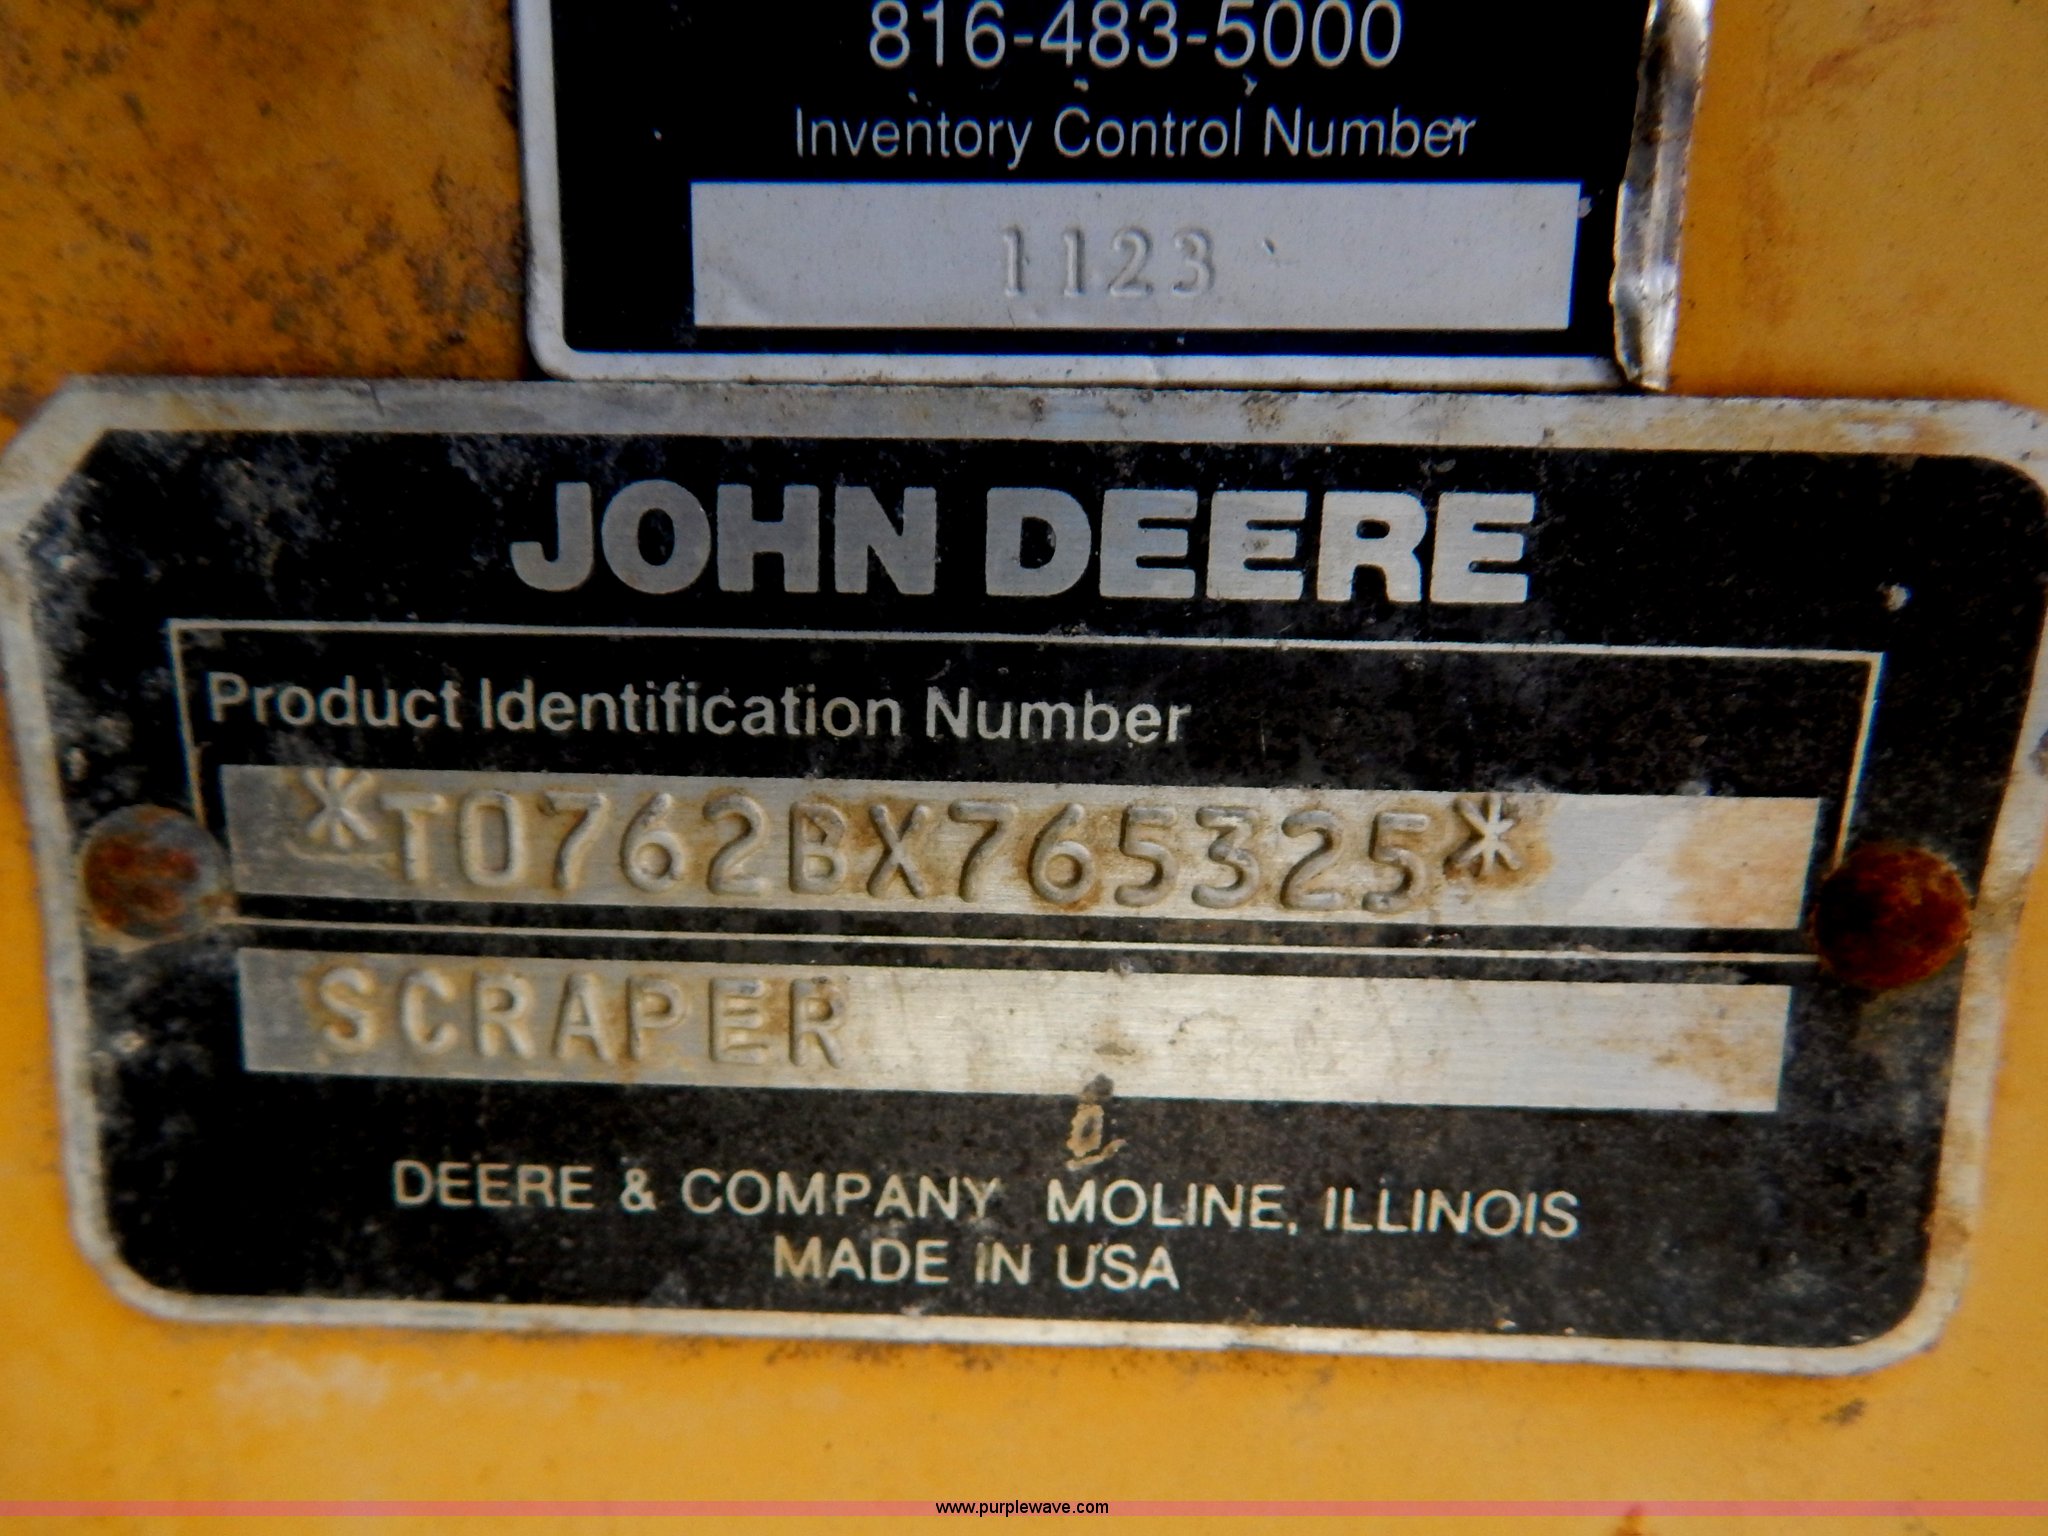 816-483-5000
Inventory Control Number
1123
JOHN DEERE
Product Identification Number
*T0762BX765325*
SCRAPER
DEERE & COMPANY MOLINE, ILLINOIS
MADE IN USA
www.purplewave.com